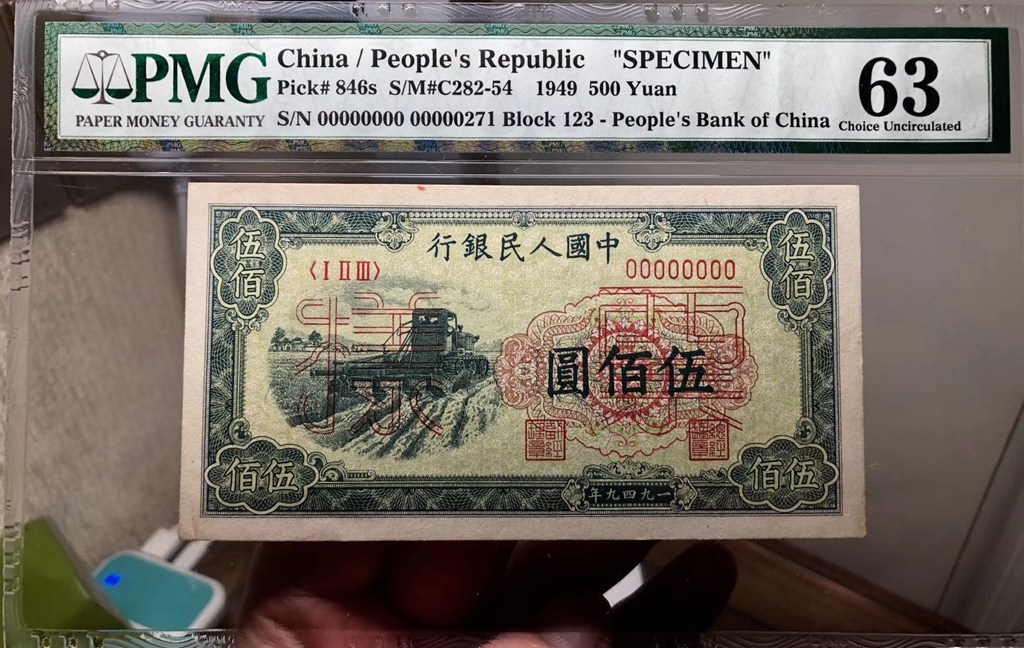 PMG
PAPER MONEY GUARANTY
China / People's Republic "SPECIMEN"
Pick# 846s S/M#C282-54 1949 500 Yuan
S/N 00000000 00000271 Block 123 - People's Bank of China
63
Choice Uncirculated
中國人民銀行
伍佰
伍佰
〈I II III〉
00000000
票樣
伍佰圓
伍佰
伍佰
一九四九年